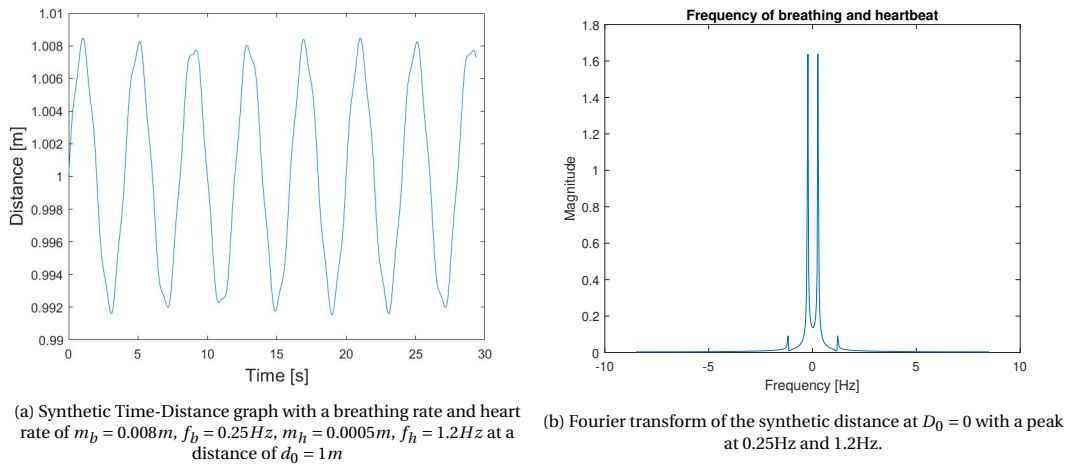 1.01
1.008
1.006
1.004
1.002
1
0.998
0.996
0.994
0.992
0.99
Distance [m]
0 5 10 15 20 25 30
Time [s]
(a) Synthetic Time-Distance graph with a breathing rate and heart
rate of m_b = 0.008m, f_b = 0.25Hz, m_h = 0.0005m, f_h = 1.2Hz at a
distance of d_0 = 1m
Frequency of breathing and heartbeat
1.8
1.6
1.4
1.2
1
0.8
0.6
0.4
0.2
0
Magnitude
-10 -5 0 5 10
Frequency [Hz]
(b) Fourier transform of the synthetic distance at D_0 = 0 with a peak
at 0.25Hz and 1.2Hz.